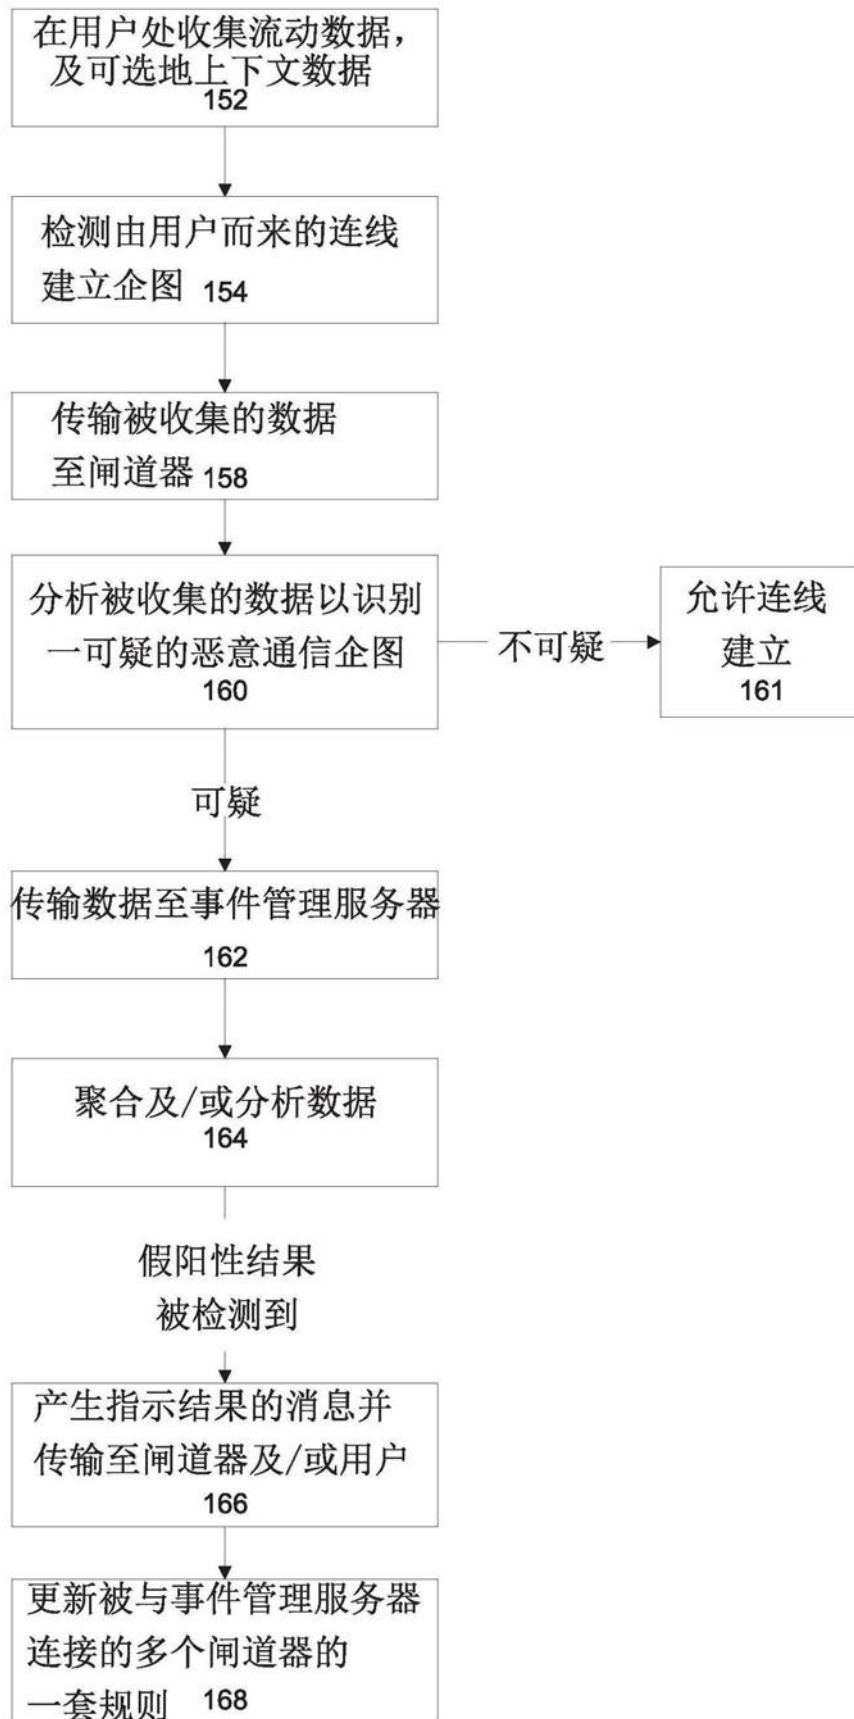 在用户处收集流动数据，
及可选地上下文数据
152
检测由用户而来的连线
建立企图 154
传输被收集的数据
至闸道器 158
分析被收集的数据以识别
一可疑的恶意通信企图
160
不可疑
允许连线
建立
161
可疑
传输数据至事件管理服务器
162
聚合及/或分析数据
164
假阳性结果
被检测到
产生指示结果的消息并
传输至闸道器及/或用户
166
更新被与事件管理服务器
连接的多个闸道器的
一套规则 168